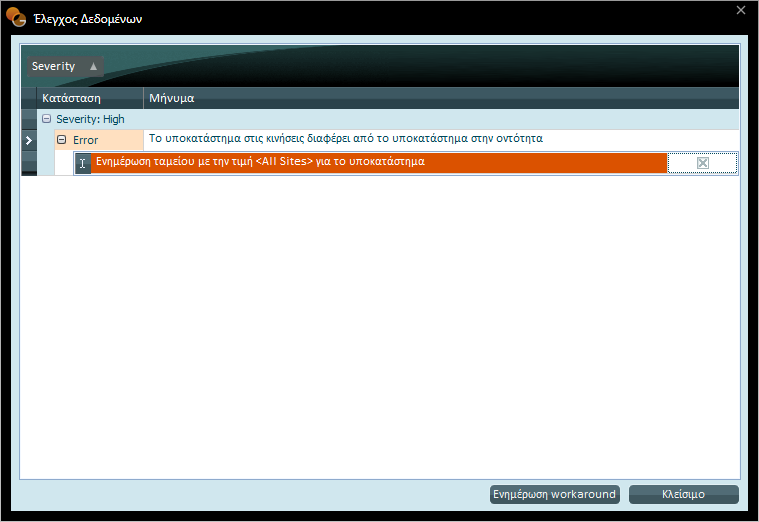 Έλεγχος Δεδομένων
Severity
Κατάσταση Μήνυμα
Severity: High
Error Το υποκατάστημα στις κινήσεις διαφέρει από το υποκατάστημα στην οντότητα
Ενημέρωση ταμείου με την τιμή <All Sites> για το υποκατάστημα
Ενημέρωση workaround Κλείσιμο